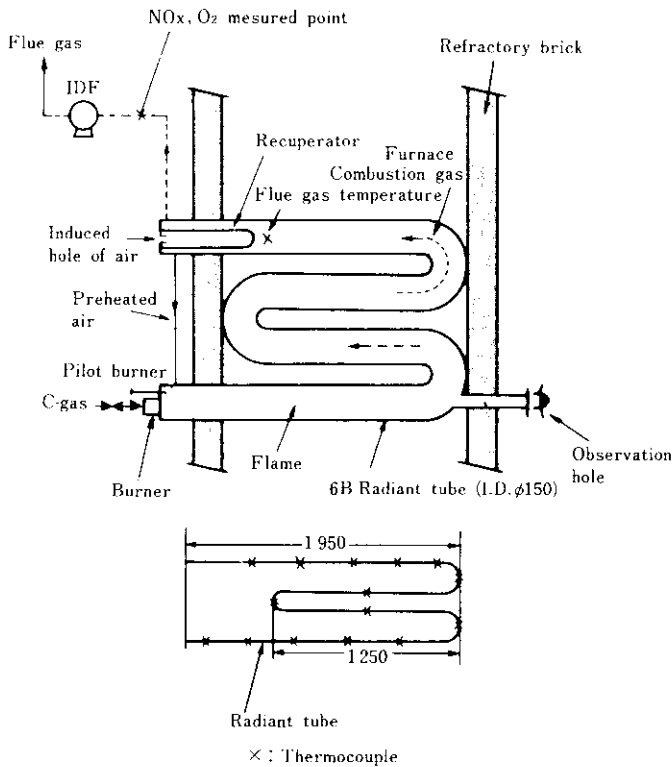 NOx, O2 mesured point
Flue gas
IDF
Refractory brick
Recuperator
Furnace
Combustion gas
Flue gas temperature
Induced
hole of air
Preheated
air
Pilot burner
C-gas
Burner
Flame
6B Radiant tube (I.D. φ150)
Observation
hole
1 950
1 250
Radiant tube
×: Thermocouple